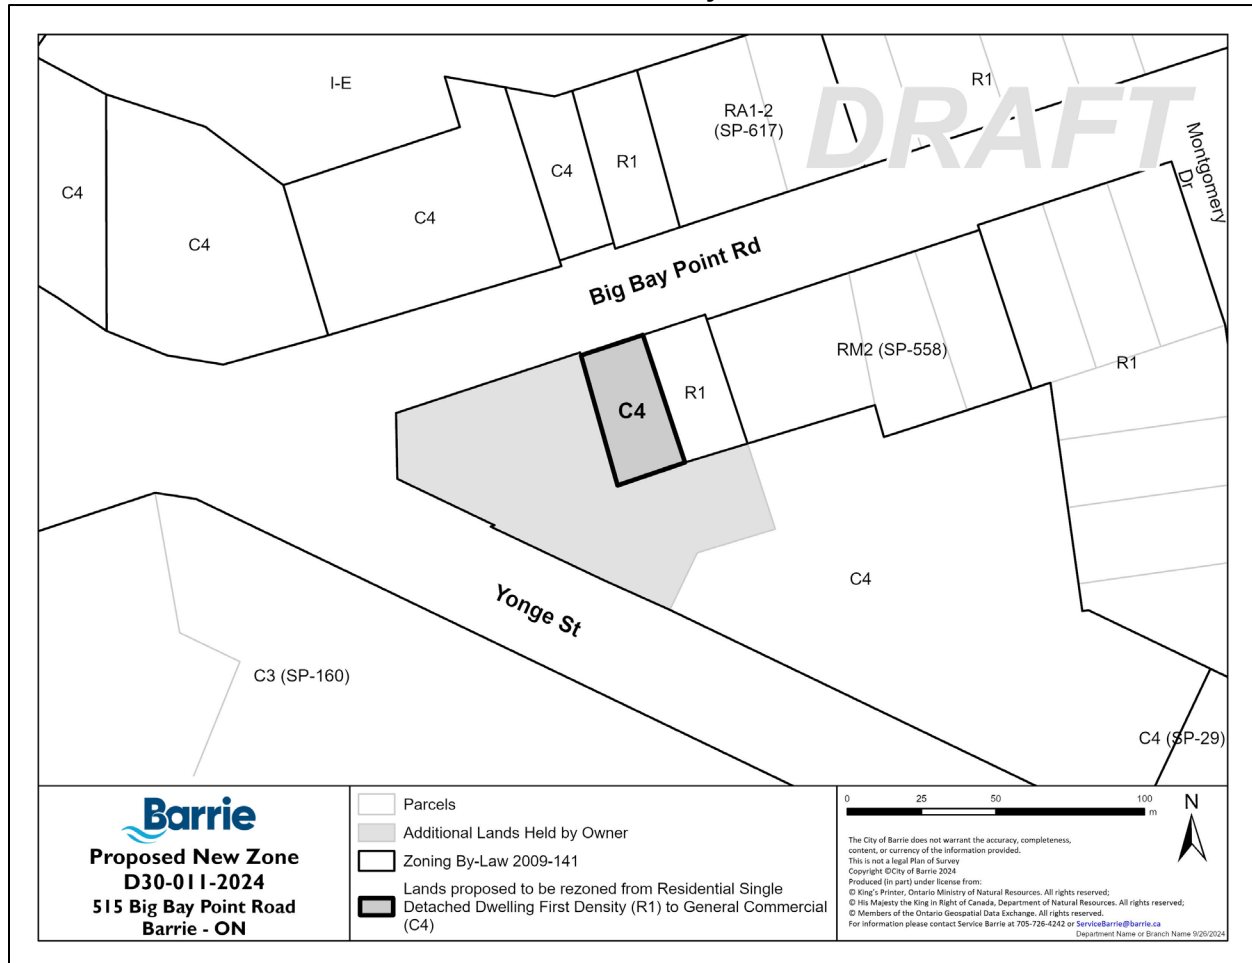 I-E
R1
DRAFT
RA1-2
(SP-617)
Montgomery
Dr
R1
C4
C4
C4
C4
Big Bay Point Rd
RM2 (SP-558)
R1
R1
C4
C4
Yonge St
C3 (SP-160)
C4 (SP-29)
Barrie
Proposed New Zone
D30-011-2024
515 Big Bay Point Road
Barrie - ON
Parcels
Additional Lands Held by Owner
Zoning By-Law 2009-141
Lands proposed to be rezoned from Residential Single
Detached Dwelling First Density (R1) to General Commercial
(C4)
0 25 50 100
m
N
The City of Barrie does not warrant the accuracy, completeness,
content, or currency of the information provided.
This is not a legal Plan of Survey
Copyright ©City of Barrie 2024
Produced (in part) under license from:
© King's Printer, Ontario Ministry of Natural Resources. All rights reserved;
© His Majesty the King in Right of Canada, Department of Natural Resources. All rights reserved;
© Members of the Ontario Geospatial Data Exchange. All rights reserved.
For information please contact Service Barrie at 705-726-4242 or ServiceBarrie@barrie.ca
Department Name or Branch Name 9/26/2024